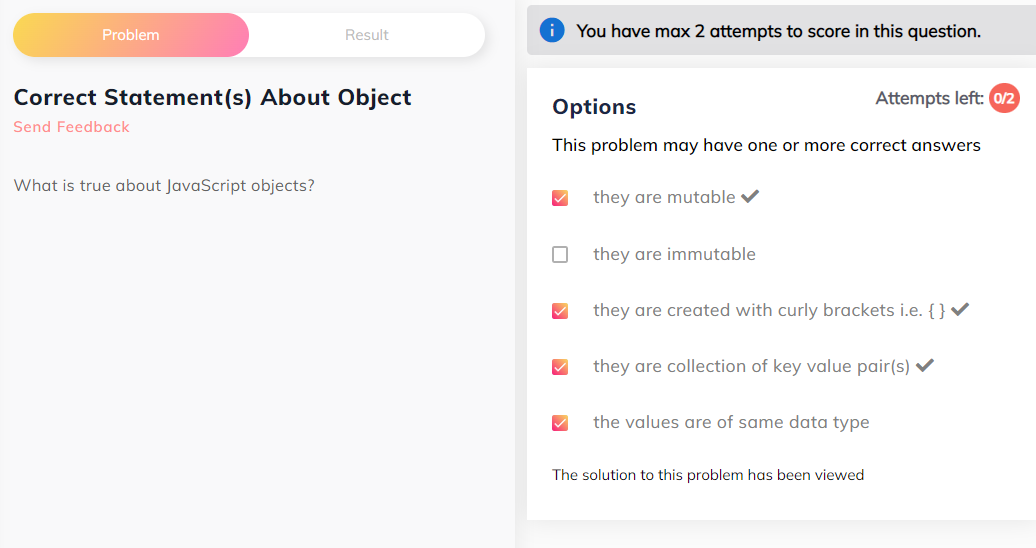 Problem
Result
Correct Statement(s) About Object
Send Feedback
What is true about JavaScript objects?
You have max 2 attempts to score in this question.
Options
Attempts left: 0/2
This problem may have one or more correct answers
they are mutable
they are immutable
they are created with curly brackets i.e. { }
they are collection of key value pair(s)
the values are of same data type
The solution to this problem has been viewed